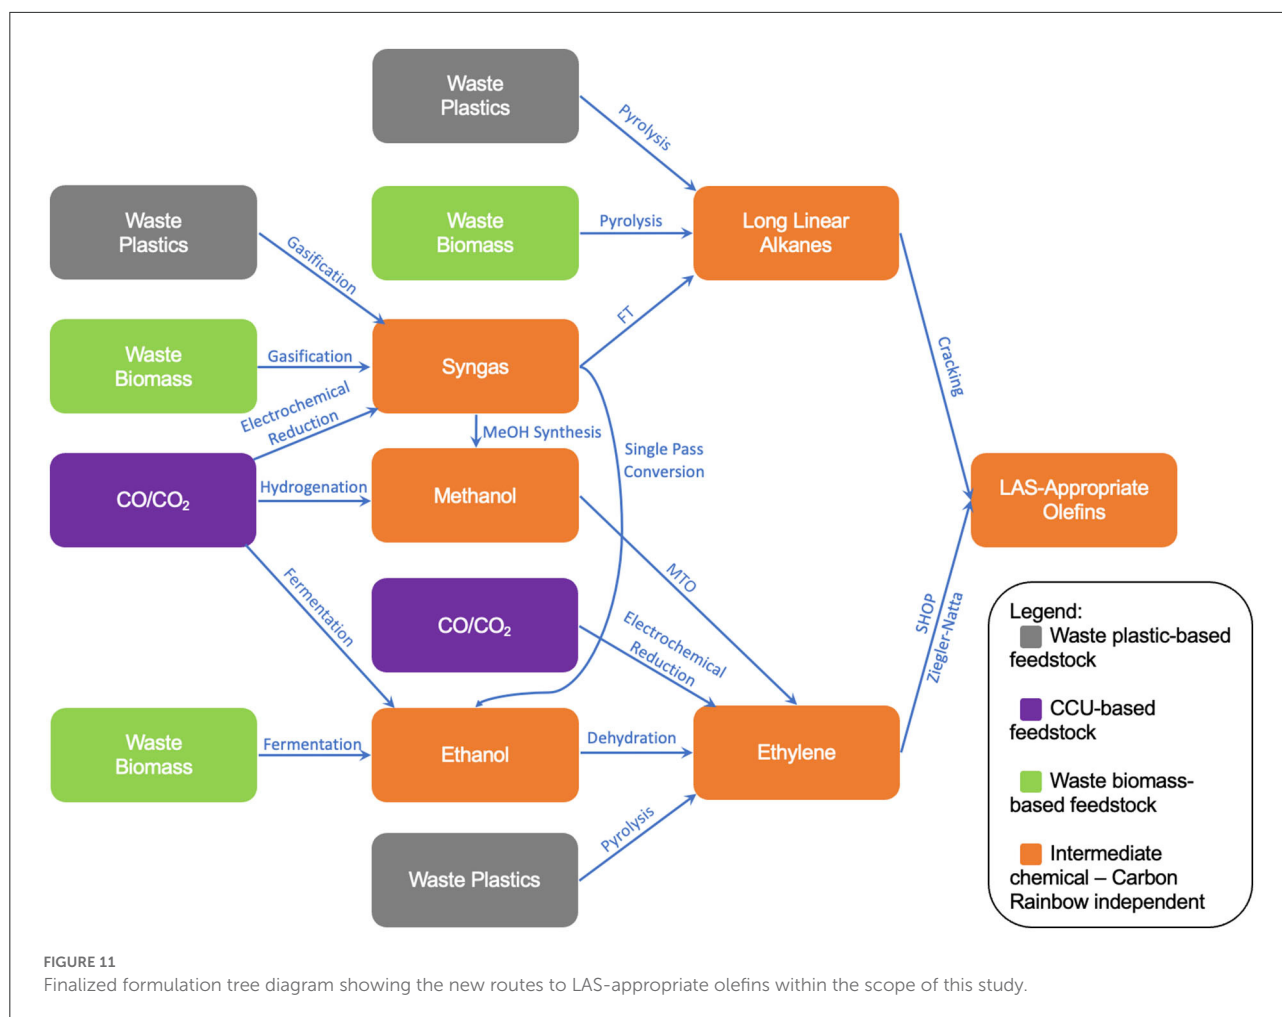 Waste
Plastics
Pyrolysis
Waste
Plastics
Waste
Biomass
Pyrolysis
Long Linear
Alkanes
Gasification
Waste
Biomass
Gasification
Syngas
FT
Cracking
Electrochemical
Reduction
MeOH Synthesis
Single Pass
Conversion
CO/CO₂
Hydrogenation
Methanol
LAS-Appropriate
Olefins
Fermentation
CO/CO₂
MTO
Electrochemical
Reduction
SHOP
Ziegler-Natta
Waste
Biomass
Fermentation
Ethanol
Dehydration
Ethylene
Waste Plastics
Pyrolysis
Legend:
Waste plastic-based
feedstock
CCU-based
feedstock
Waste biomass-
based feedstock
Intermediate
chemical – Carbon
Rainbow independent
FIGURE 11
Finalized formulation tree diagram showing the new routes to LAS-appropriate olefins within the scope of this study.